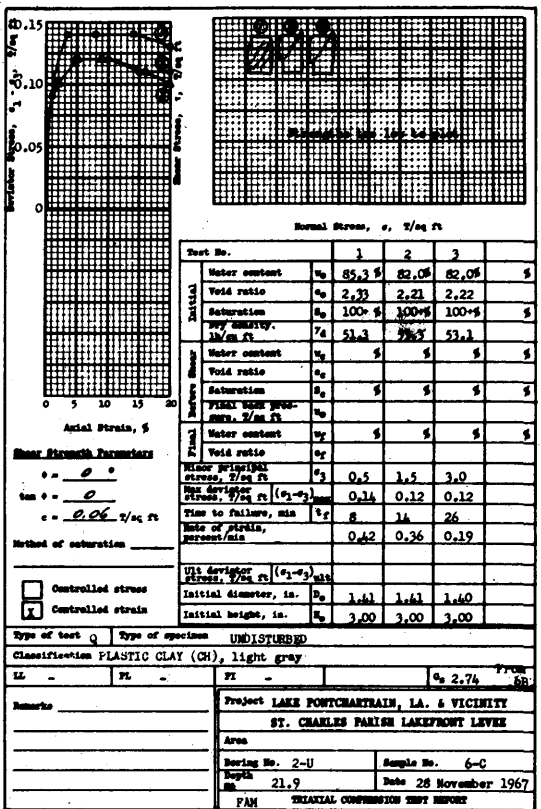 0.15
0.10
0.05
0
Deviator Stress, σ1 - σ3, T/sq ft
Shear Stress, τ, T/sq ft
Strengths too low to plot
Normal Stress, σ, T/sq ft
0 5 10 15 20
Axial Strain, %
Shear Strength Parameters
φ = 0 °
tan φ = 0
c = 0.06 T/sq ft
Method of saturation
Controlled stress
X Controlled strain
Test No. 1 2 3
Initial
Water content w0 85.3 % 82.0% 82.0% %
Void ratio e0 2.33 2.21 2.22
Saturation S0 100+ % 100+% 100+% %
Dry density, lb/cu ft γd 51.3 53.1
Before Shear
Water content wc % % % %
Void ratio ec
Saturation Sc % % % %
Final back pressure, T/sq ft u0
Final
Water content wf % % % %
Void ratio ef
Minor principal stress, T/sq ft σ3 0.5 1.5 3.0
Max deviator stress, T/sq ft (σ1-σ3)max 0.14 0.12 0.12
Time to failure, min tf 8 14 26
Rate of strain, percent/min 0.42 0.36 0.19
Ult deviator stress, T/sq ft (σ1-σ3)ult
Initial diameter, in. D0 1.41 1.41 1.40
Initial height, in. H0 3.00 3.00 3.00
Type of test Q Type of specimen UNDISTURBED
Classification PLASTIC CLAY (CH), light gray
LL - PL - PI - Gs 2.74 From 6B
Remarks
Project LAKE PONTCHARTRAIN, LA. & VICINITY
ST. CHARLES PARISH LAKEFRONT LEVEE
Area
Boring No. 2-U Sample No. 6-C
Depth 21.9 Date 28 November 1967
FAM TRIAXIAL COMPRESSION TEST REPORT